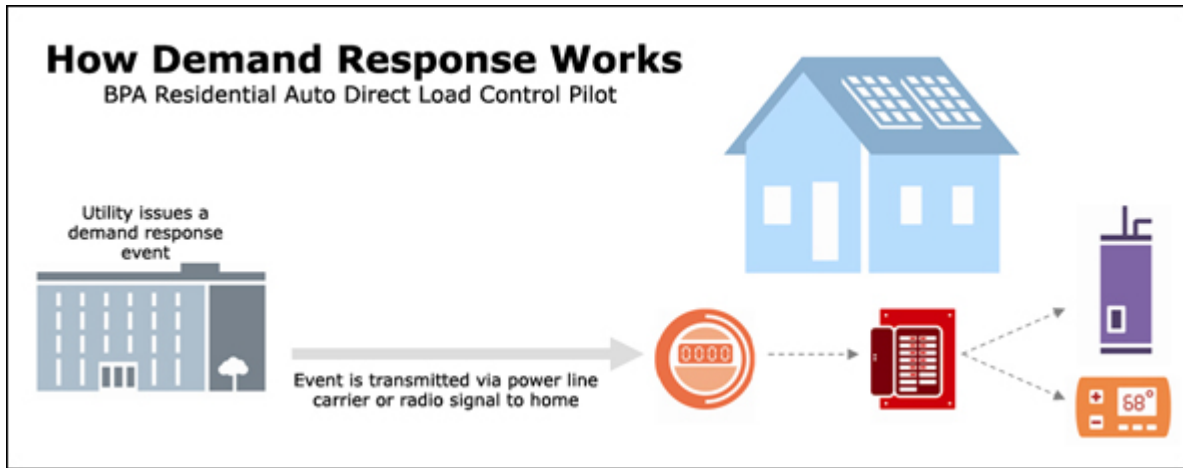 How Demand Response Works
BPA Residential Auto Direct Load Control Pilot
Utility issues a
demand response
event
Event is transmitted via power line
carrier or radio signal to home
0000
68°